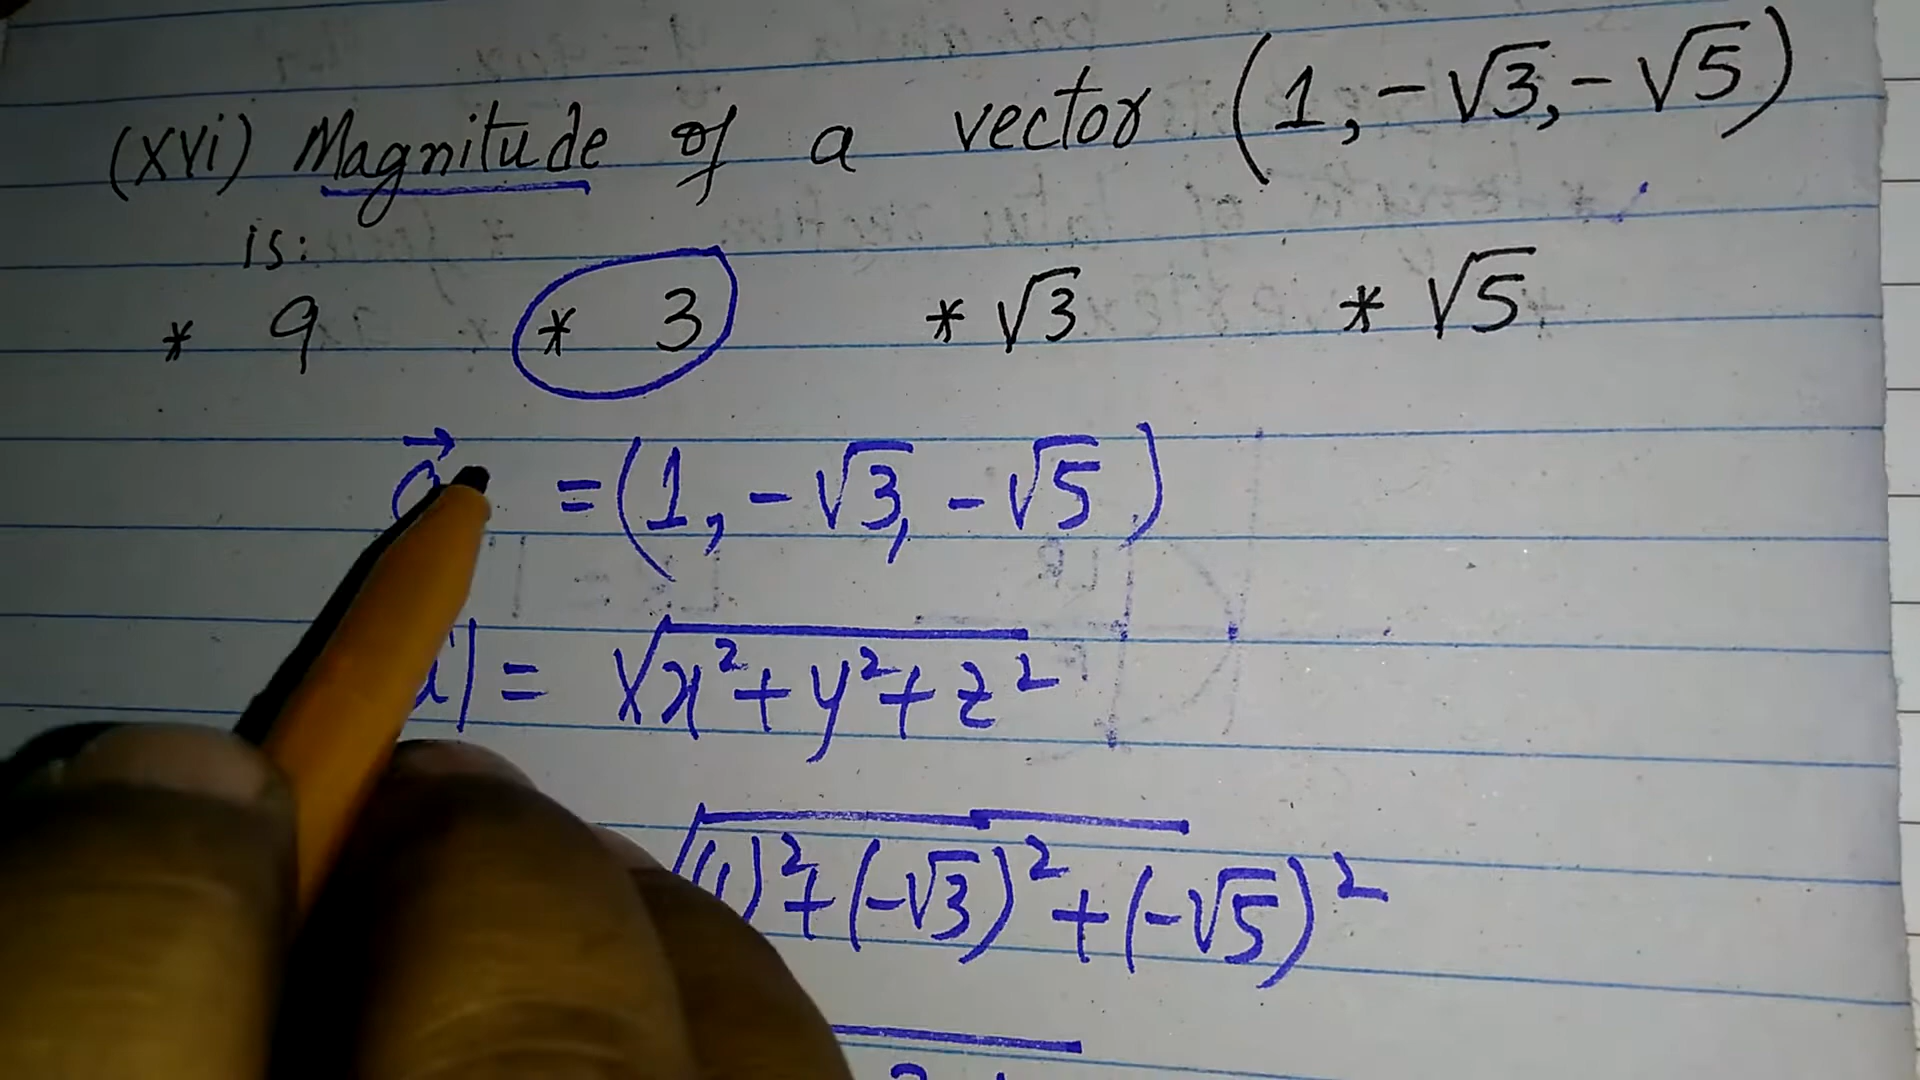 (xvi) Magnitude of a vector (1, -√3, -√5)
is:
* 9 * 3 * √3 * √5
= (1, -√3, -√5)
| = √x²+y²+z²
√(1)²+(-√3)²+(-√5)²